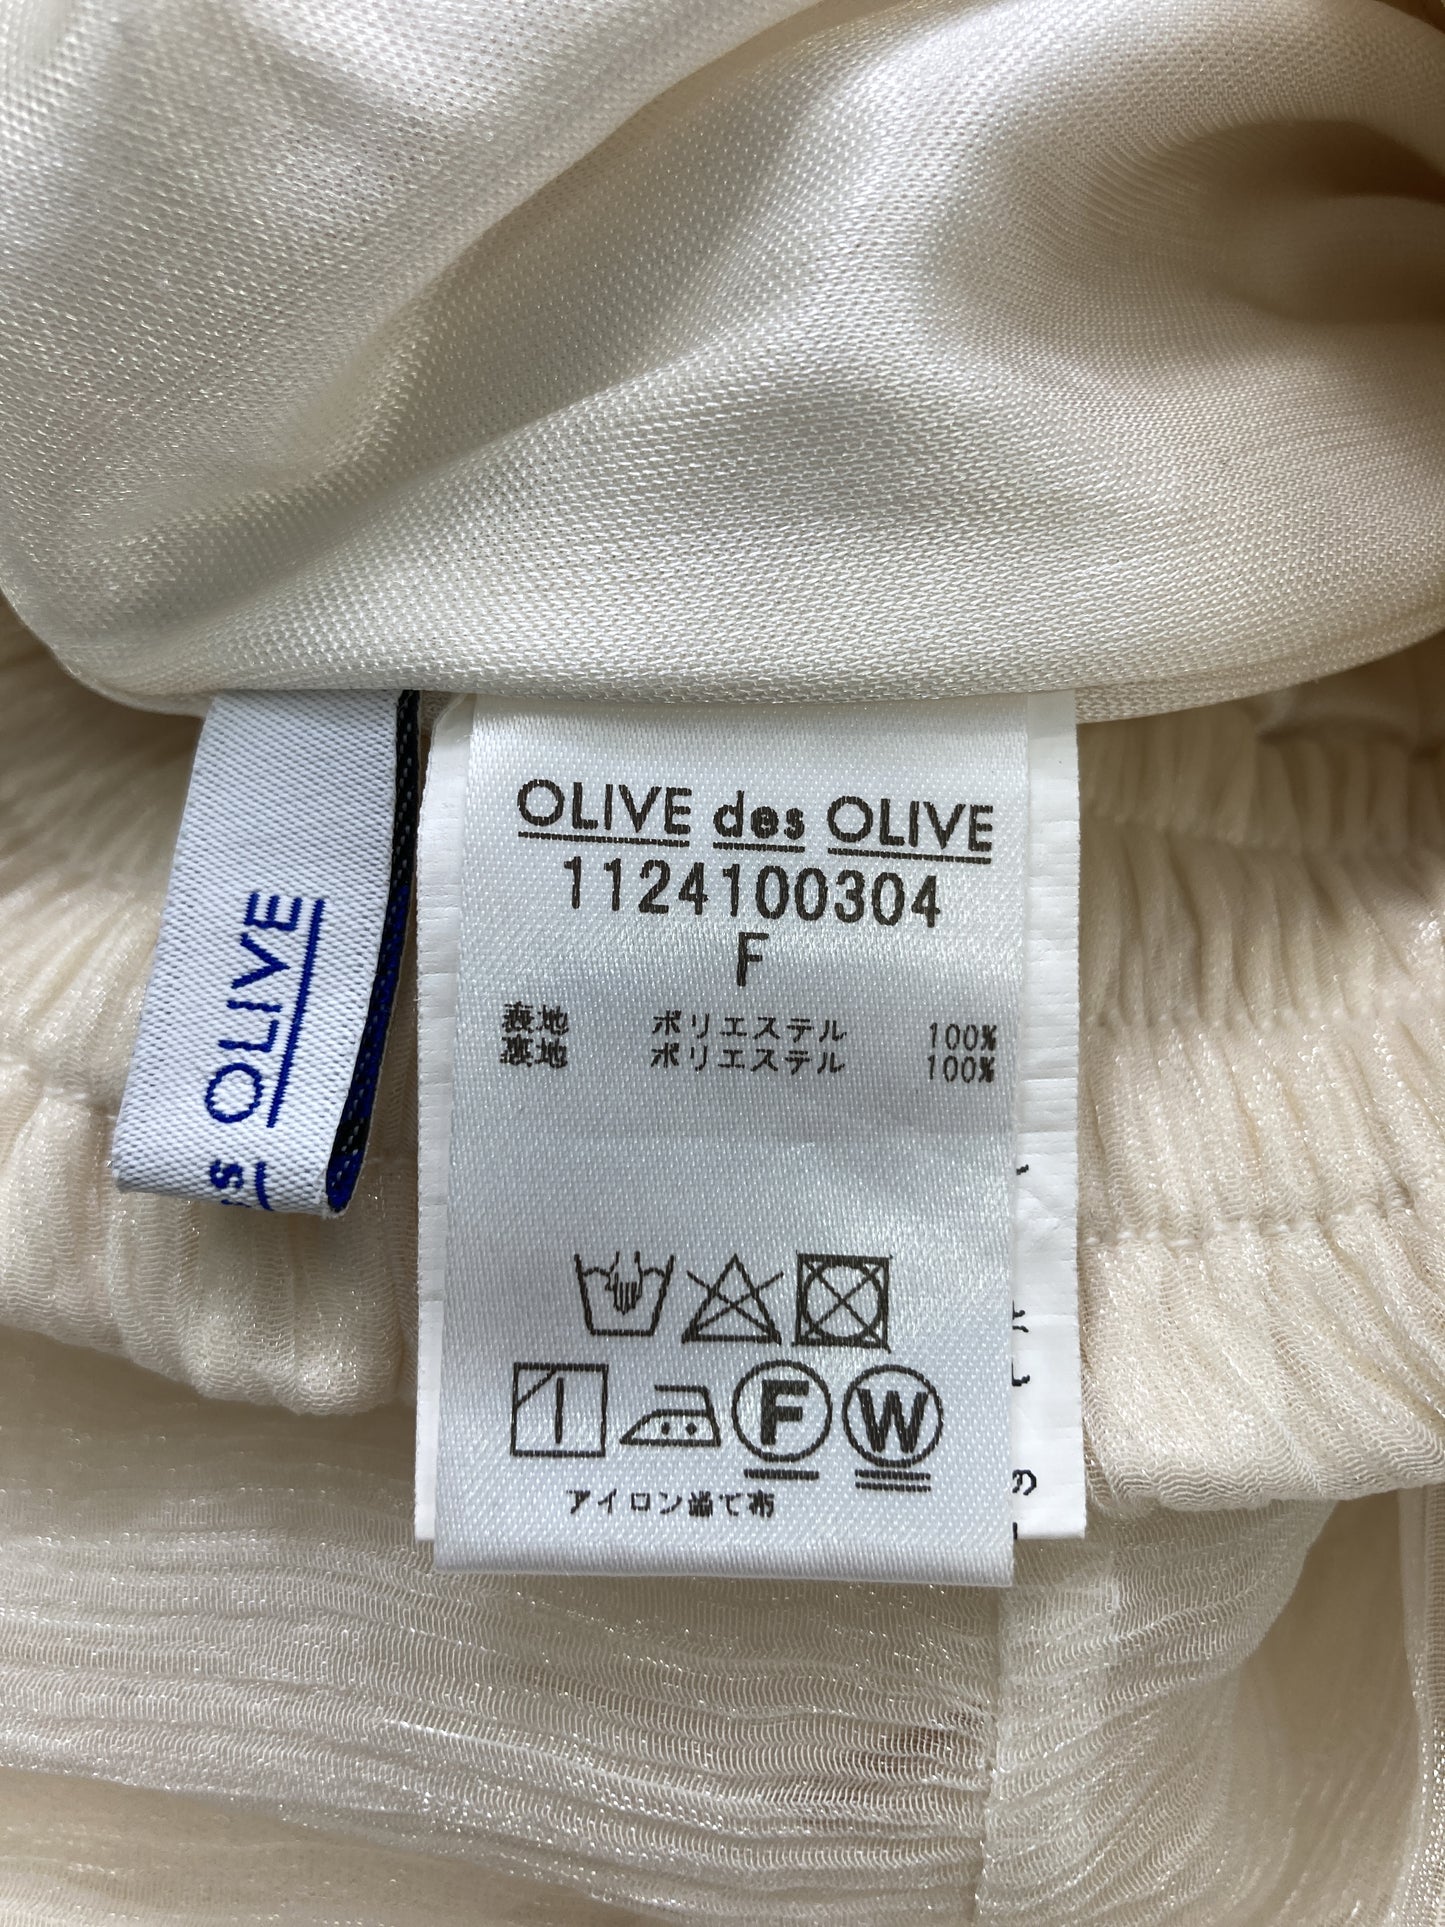 OLIVE des OLIVE
1124100304
F
表地 ポリエステル 100%
裏地 ポリエステル 100%
F W
アイロン当て布
OLIVE